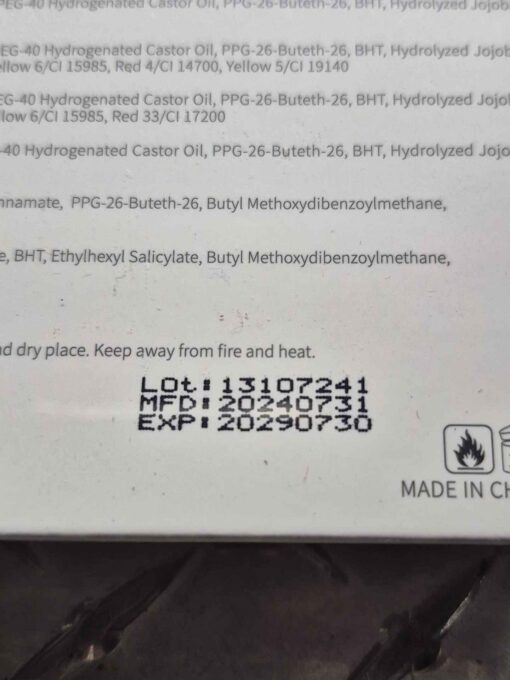 PEG-40 Hydrogenated Castor Oil, PPG-26-Buteth-26, BHT, Hydrolyzed Jojob
EG-40 Hydrogenated Castor Oil, PPG-26-Buteth-26, BHT, Hydrolyzed Jojob
ellow 6/CI 15985, Red 4/CI 14700, Yellow 5/CI 19140
EG-40 Hydrogenated Castor Oil, PPG-26-Buteth-26, BHT, Hydrolyzed Jojo
llow 6/CI 15985, Red 33/CI 17200
-40 Hydrogenated Castor Oil, PPG-26-Buteth-26, BHT, Hydrolyzed Jojo
nnamate, PPG-26-Buteth-26, Butyl Methoxydibenzoylmethane,
e, BHT, Ethylhexyl Salicylate, Butyl Methoxydibenzoylmethane,
nd dry place. Keep away from fire and heat.
Lot: 13107241
MFD: 20240731
EXP: 20290730
MADE IN CH